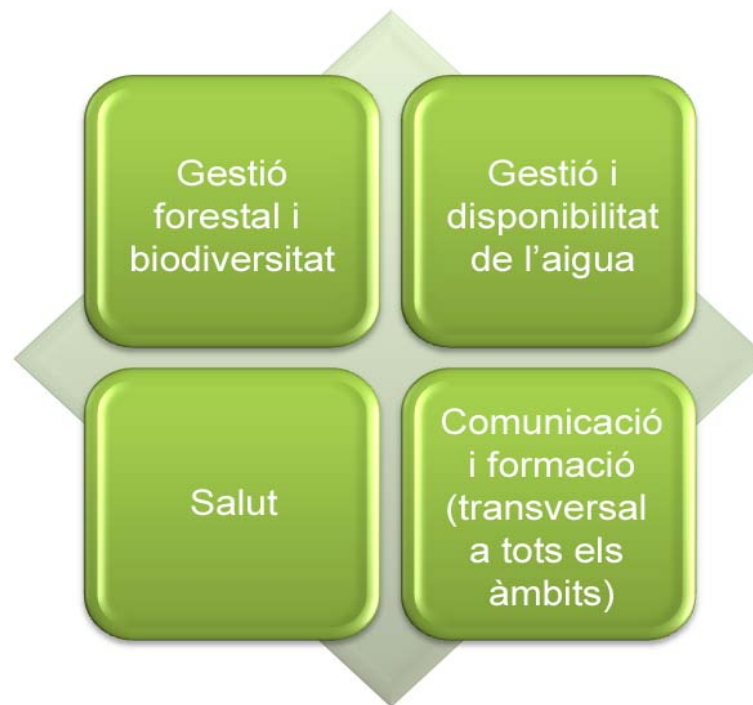 Gestió
forestal i
biodiversitat
Gestió i
disponibilitat
de l’aigua
Salut
Comunicació
i formació
(transversal
a tots els
àmbits)